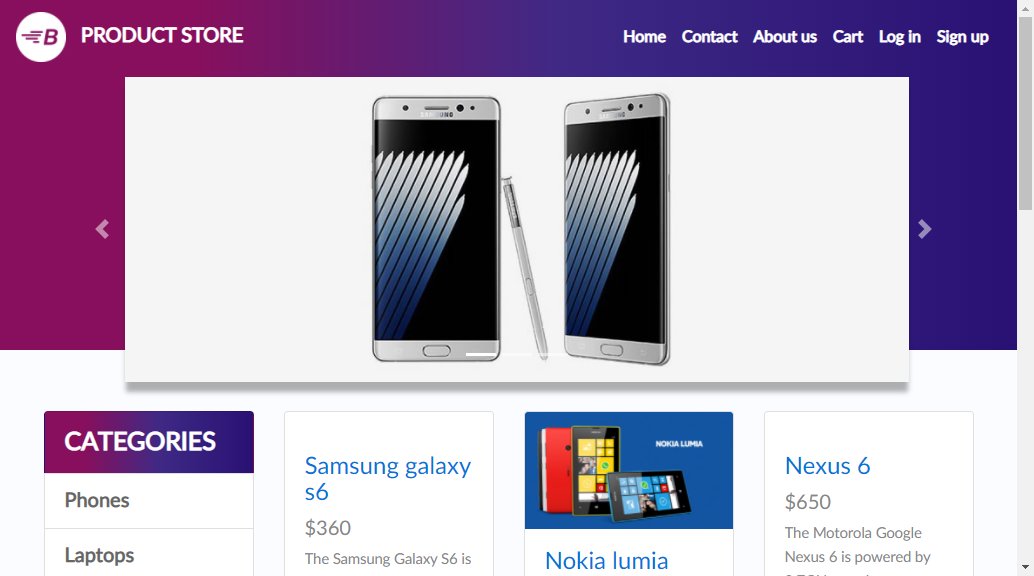 B
PRODUCT STORE
Home
Contact
About us
Cart
Log in
Sign up
SAMSUNG
SAMSUNG
CATEGORIES
Phones
Laptops
Samsung galaxy
s6
$360
The Samsung Galaxy S6 is
NOKIA LUMIA
Nokia lumia
Nexus 6
$650
The Motorola Google
Nexus 6 is powered by